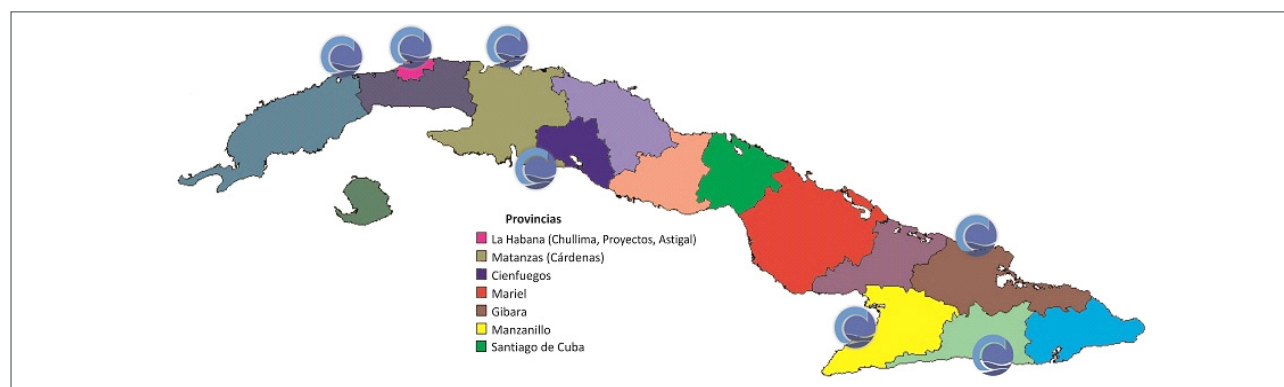 Provincias
La Habana (Chullima, Proyectos, Astigal)
Matanzas (Cárdenas)
Cienfuegos
Mariel
Gibara
Manzanillo
Santiago de Cuba